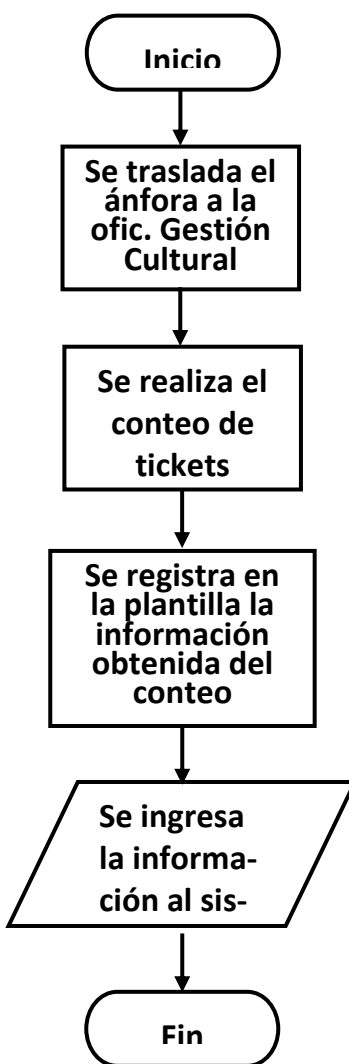 Inicio
Se traslada el
ánfora a la
ofic. Gestión
Cultural
Se realiza el
conteo de
tickets
Se registra en
la plantilla la
información
obtenida del
conteo
Se ingresa
la informa-
ción al sis-
Fin